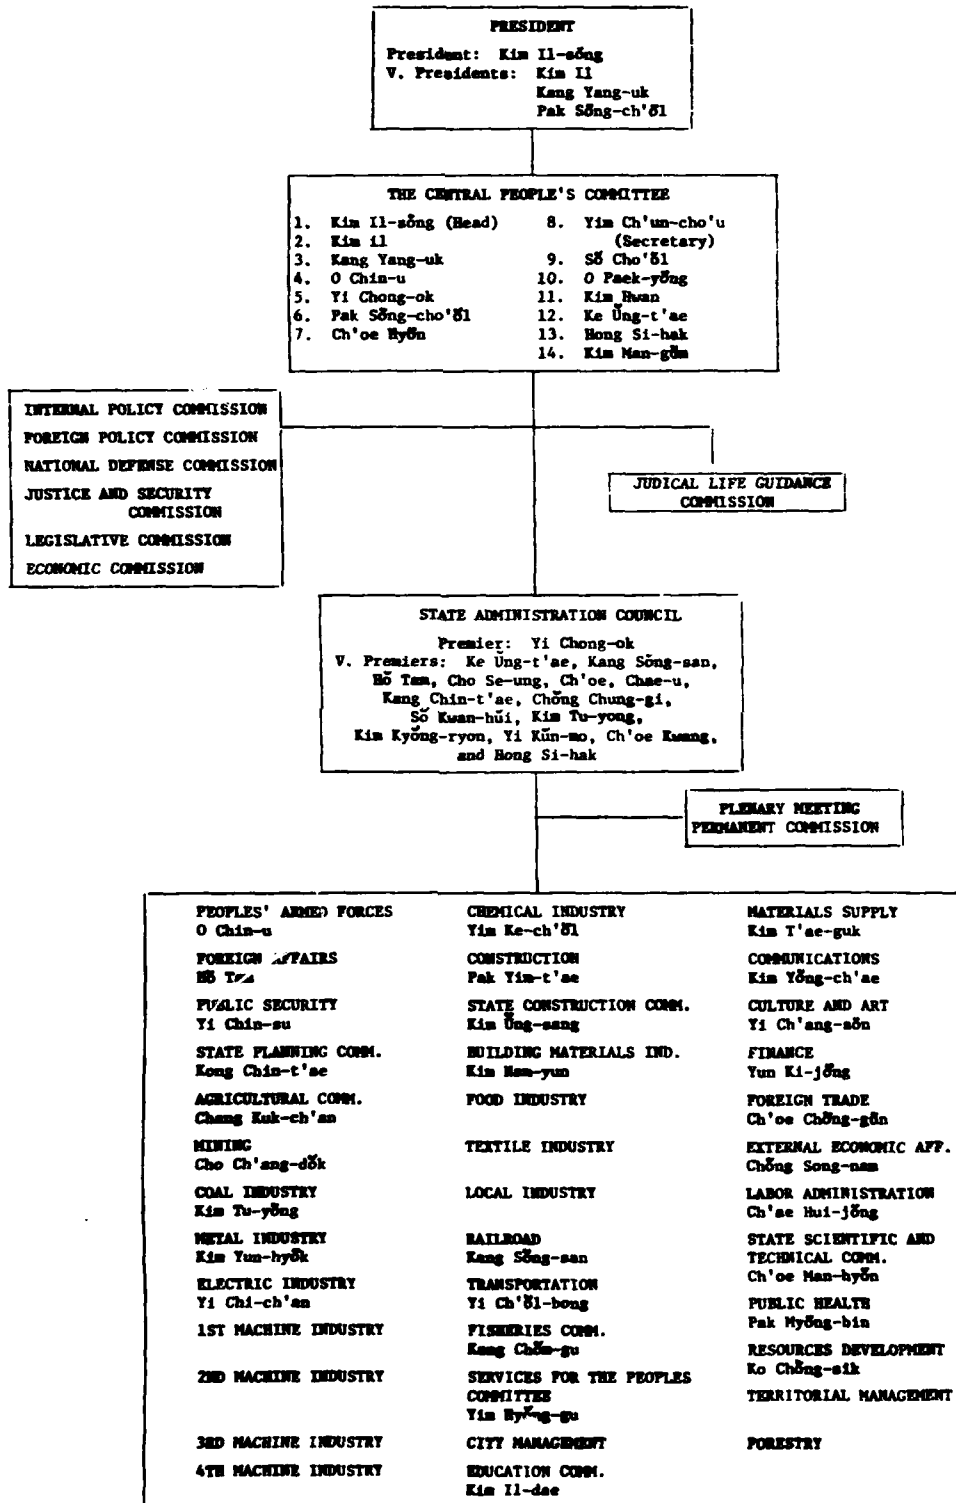 PRESIDENT
President: Kim Il-sŏng
V. Presidents: Kim Il
Kang Yang-uk
Pak Sŏng-ch'ŏl
THE CENTRAL PEOPLE'S COMMITTEE
1. Kim Il-sŏng (Head)
2. Kim il
3. Kang Yang-uk
4. O Chin-u
5. Yi Chong-ok
6. Pak Sŏng-cho'ŏl
7. Ch'oe Hyŏn
8. Yim Ch'un-cho'u
(Secretary)
9. Sŏ Cho'ŏl
10. O Paek-yŏng
11. Kim Hwan
12. Ke Ŭng-t'ae
13. Hong Si-hak
14. Kim Man-gŭm
INTERNAL POLICY COMMISSION
FOREIGN POLICY COMMISSION
NATIONAL DEFENSE COMMISSION
JUSTICE AND SECURITY
COMMISSION
LEGISLATIVE COMMISSION
ECONOMIC COMMISSION
JUDICAL LIFE GUIDANCE
COMMISSION
STATE ADMINISTRATION COUNCIL
Premier: Yi Chong-ok
V. Premiers: Ke Ŭng-t'ae, Kang Sŏng-san,
Hŏ Tam, Cho Se-ung, Ch'oe, Chae-u,
Kang Chin-t'ae, Chŏng Chung-gi,
Sŏ Kwan-hŭi, Kim Tu-yong,
Kim Kyŏng-ryon, Yi Kŭn-mo, Ch'oe Kwang,
and Hong Si-hak
PLENARY MEETING
PERMANENT COMMISSION
PEOPLES' ARMED FORCES
O Chin-u
FOREIGN AFFAIRS
Hŏ Tam
PUBLIC SECURITY
Yi Chin-su
STATE PLANNING COMM.
Kong Chin-t'ae
AGRICULTURAL COMM.
Chang Kuk-ch'an
MINING
Cho Ch'ang-dŏk
COAL INDUSTRY
Kim Tu-yŏng
METAL INDUSTRY
Kim Yun-hyŏk
ELECTRIC INDUSTRY
Yi Chi-ch'an
1ST MACHINE INDUSTRY
2ND MACHINE INDUSTRY
3RD MACHINE INDUSTRY
4TH MACHINE INDUSTRY
CHEMICAL INDUSTRY
Yim Ke-ch'ŏl
CONSTRUCTION
Pak Yim-t'ae
STATE CONSTRUCTION COMM.
Kim Ŭng-sang
BUILDING MATERIALS IND.
Kim Nam-yun
FOOD INDUSTRY
TEXTILE INDUSTRY
LOCAL INDUSTRY
RAILROAD
Kang Sŏng-san
TRANSPORTATION
Yi Ch'ŏl-bong
FISHERIES COMM.
Kang Chŏm-gu
SERVICES FOR THE PEOPLES
COMMITTEE
Yim
CITY MANAGEMENT
EDUCATION COMM.
Kim Il-dae
MATERIALS SUPPLY
Kim T'ae-guk
COMMUNICATIONS
Kim Yŏng-ch'ae
CULTURE AND ART
Yi Ch'ang-sŏn
FINANCE
Yun Ki-jŏng
FOREIGN TRADE
Ch'oe Chŏng-gŭn
EXTERNAL ECONOMIC AFF.
Chŏng Song-nam
LABOR ADMINISTRATION
Ch'ae Hui-jŏng
STATE SCIENTIFIC AND
TECHNICAL COMM.
Ch'oe Man-hyŏn
PUBLIC HEALTH
Pak Myŏng-bin
RESOURCES DEVELOPMENT
Ko Chŏng-sik
TERRITORIAL MANAGEMENT
FORESTRY